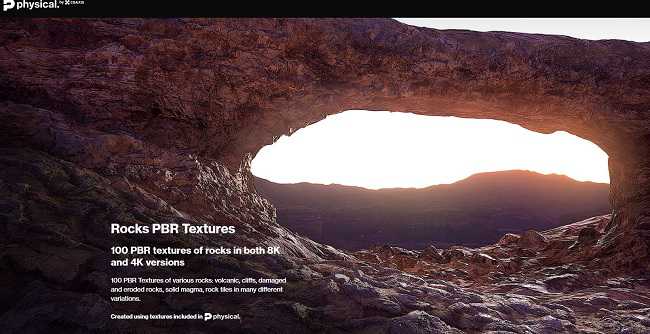 physical. by CGAXIS
Rocks PBR Textures
100 PBR textures of rocks in both 8K
and 4K versions
100 PBR Textures of various rocks: volcanic, cliffs, damaged
and eroded rocks, solid magma, rock tiles in many different
variations.
Created using textures included in physical.